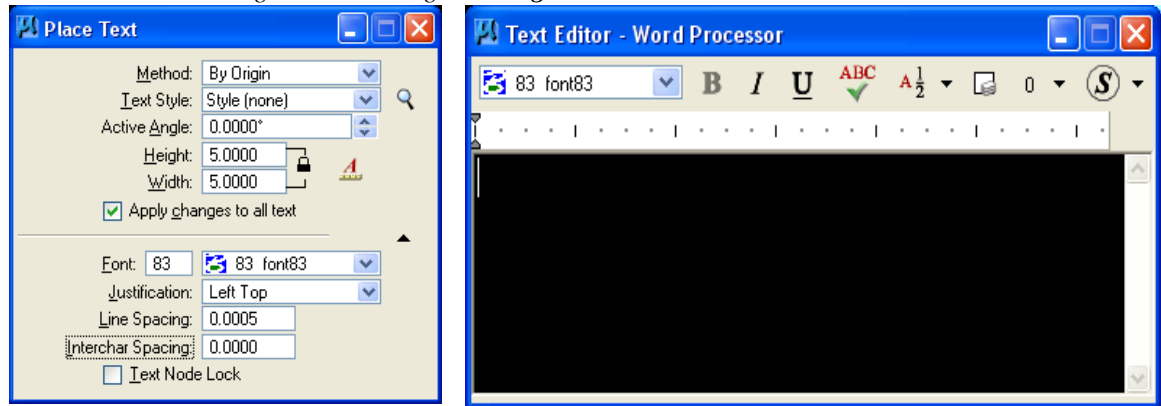 Place Text
Method: By Origin
Text Style: Style (none)
Active Angle: 0.0000°
Height: 5.0000
Width: 5.0000
Apply changes to all text
Font: 83 83 font83
Justification: Left Top
Line Spacing: 0.0005
Interchar Spacing: 0.0000
Text Node Lock
Text Editor - Word Processor
83 font83 B I U ABC A 1/2 0 S